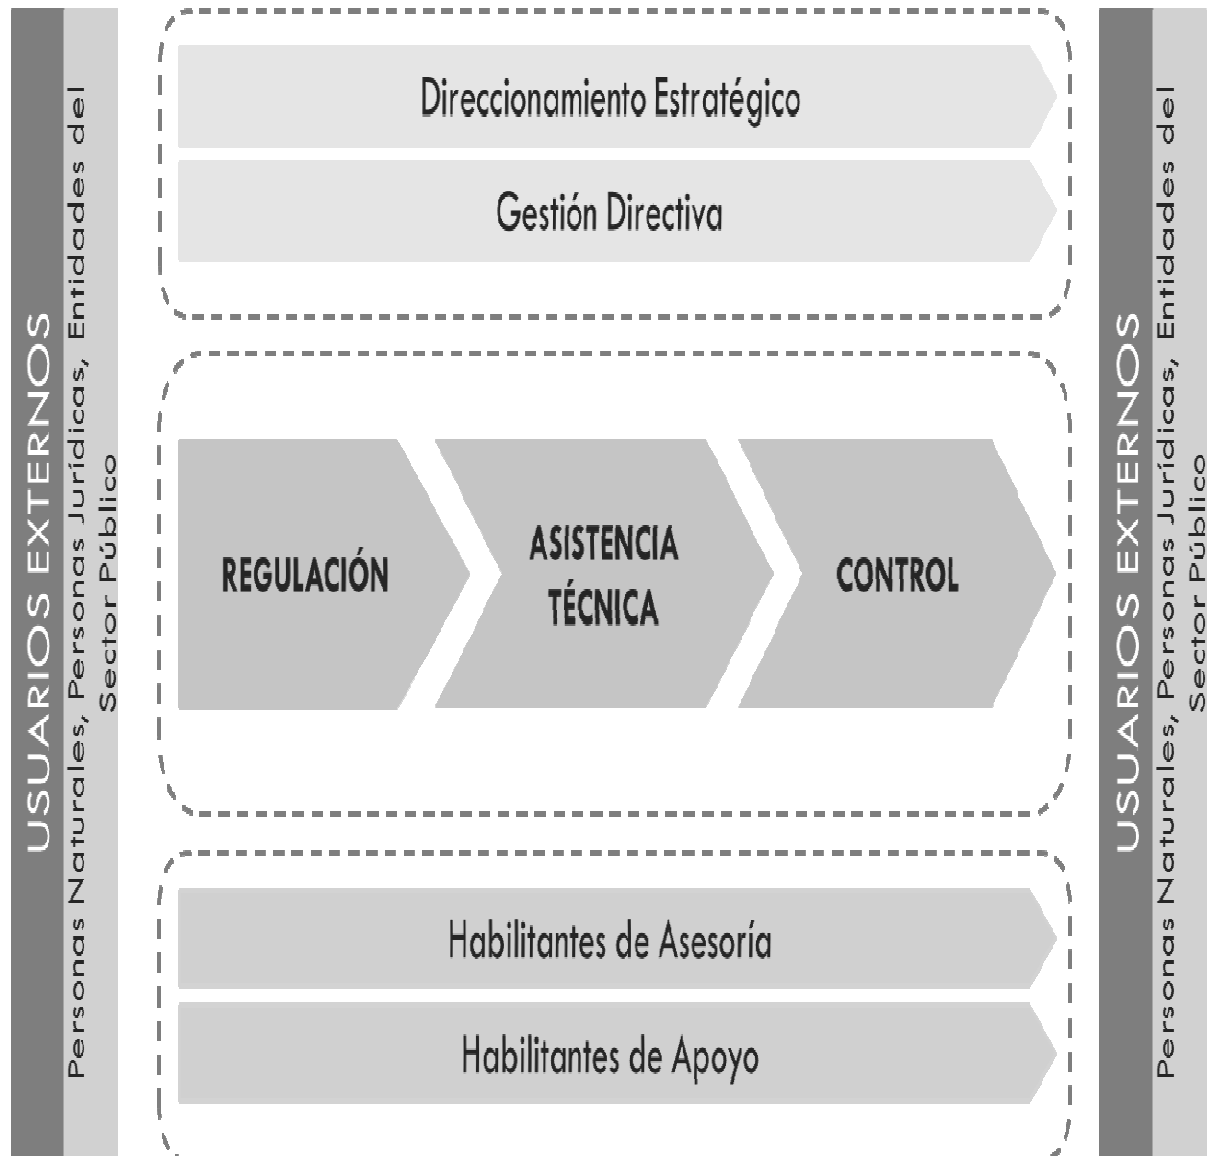 USUARIOS EXTERNOS
Personas Naturales, Personas Jurídicas, Entidades del
Sector Público
Direccionamiento Estratégico
Gestión Directiva
REGULACIÓN
ASISTENCIA
TÉCNICA
CONTROL
Habilitantes de Asesoría
Habilitantes de Apoyo
USUARIOS EXTERNOS
Personas Naturales, Personas Jurídicas, Entidades del
Sector Público